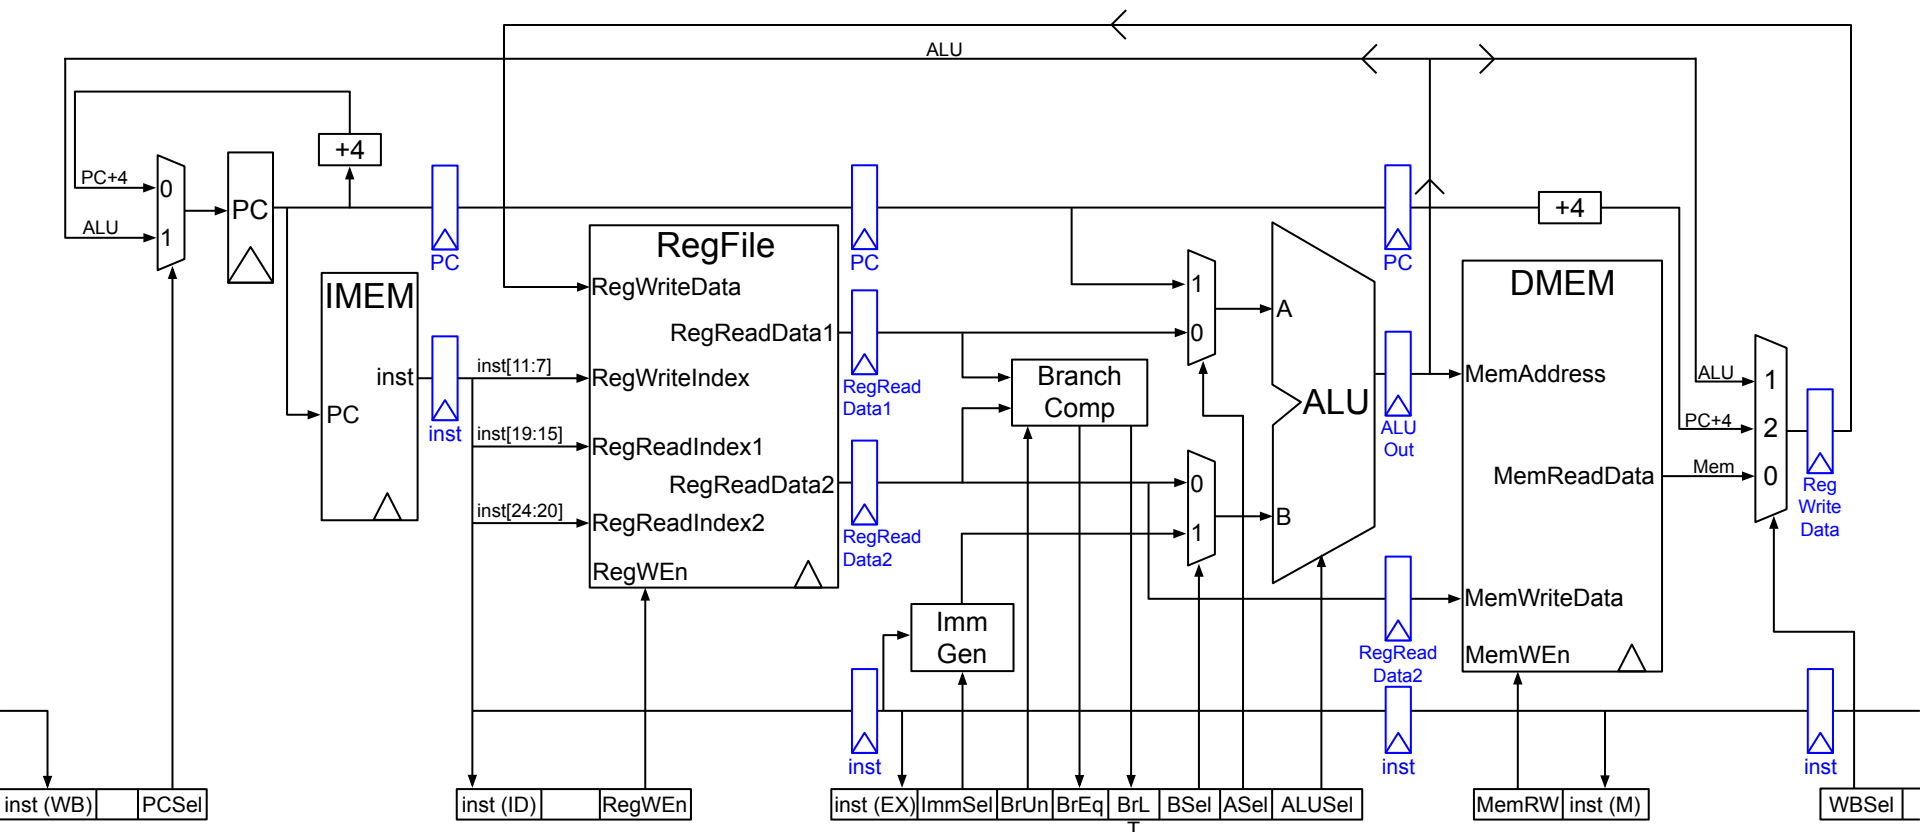 ALU
+4
PC+4
0
ALU
1
PC
PC
IMEM
inst
PC
inst
inst[11:7]
inst[19:15]
inst[24:20]
RegFile
RegWriteData
RegReadData1
RegWriteIndex
RegReadIndex1
RegReadData2
RegReadIndex2
RegWEn
PC
RegRead
Data1
RegRead
Data2
Branch
Comp
Imm
Gen
1
0
0
1
A
B
ALU
PC
ALU
Out
RegRead
Data2
+4
DMEM
MemAddress
MemReadData
MemWriteData
MemWEn
ALU
PC+4
Mem
1
2
0
Reg
Write
Data
inst
inst
inst
inst (WB)
PCSel
inst (ID)
RegWEn
inst (EX)
ImmSel
BrUn
BrEq
BrL
T
BSel
ASel
ALUSel
MemRW
inst (M)
WBSel